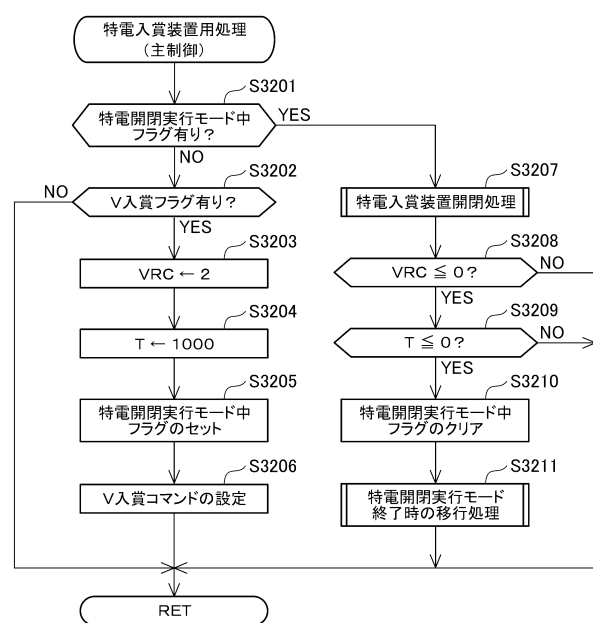 特電入賞装置用処理
(主制御)
S3201
特電開閉実行モード中
フラグ有り?
YES
NO
S3202
NO
V入賞フラグ有り?
YES
S3203
VRC ← 2
S3204
T ← 1000
S3205
特電開閉実行モード中
フラグのセット
S3206
V入賞コマンドの設定
S3207
特電入賞装置開閉処理
S3208
VRC ≦ 0?
NO
YES
S3209
T ≦ 0?
NO
YES
S3210
特電開閉実行モード中
フラグのクリア
S3211
特電開閉実行モード
終了時の移行処理
RET